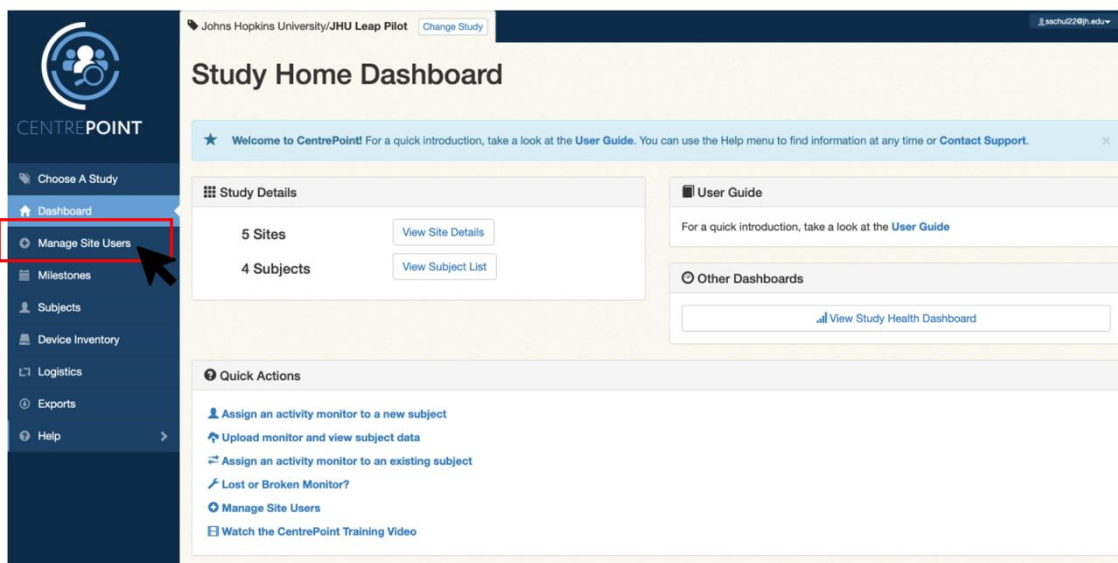 Johns Hopkins University/JHU Leap Pilot Change Study
sschul22@jh.edu
CENTREPOINT
Choose A Study
Dashboard
Manage Site Users
Milestones
Subjects
Device Inventory
Logistics
Exports
Help
Study Home Dashboard
Welcome to CentrePoint! For a quick introduction, take a look at the User Guide. You can use the Help menu to find information at any time or Contact Support.
Study Details
5 Sites View Site Details
4 Subjects View Subject List
User Guide
For a quick introduction, take a look at the User Guide
Other Dashboards
View Study Health Dashboard
Quick Actions
Assign an activity monitor to a new subject
Upload monitor and view subject data
Assign an activity monitor to an existing subject
Lost or Broken Monitor?
Manage Site Users
Watch the CentrePoint Training Video